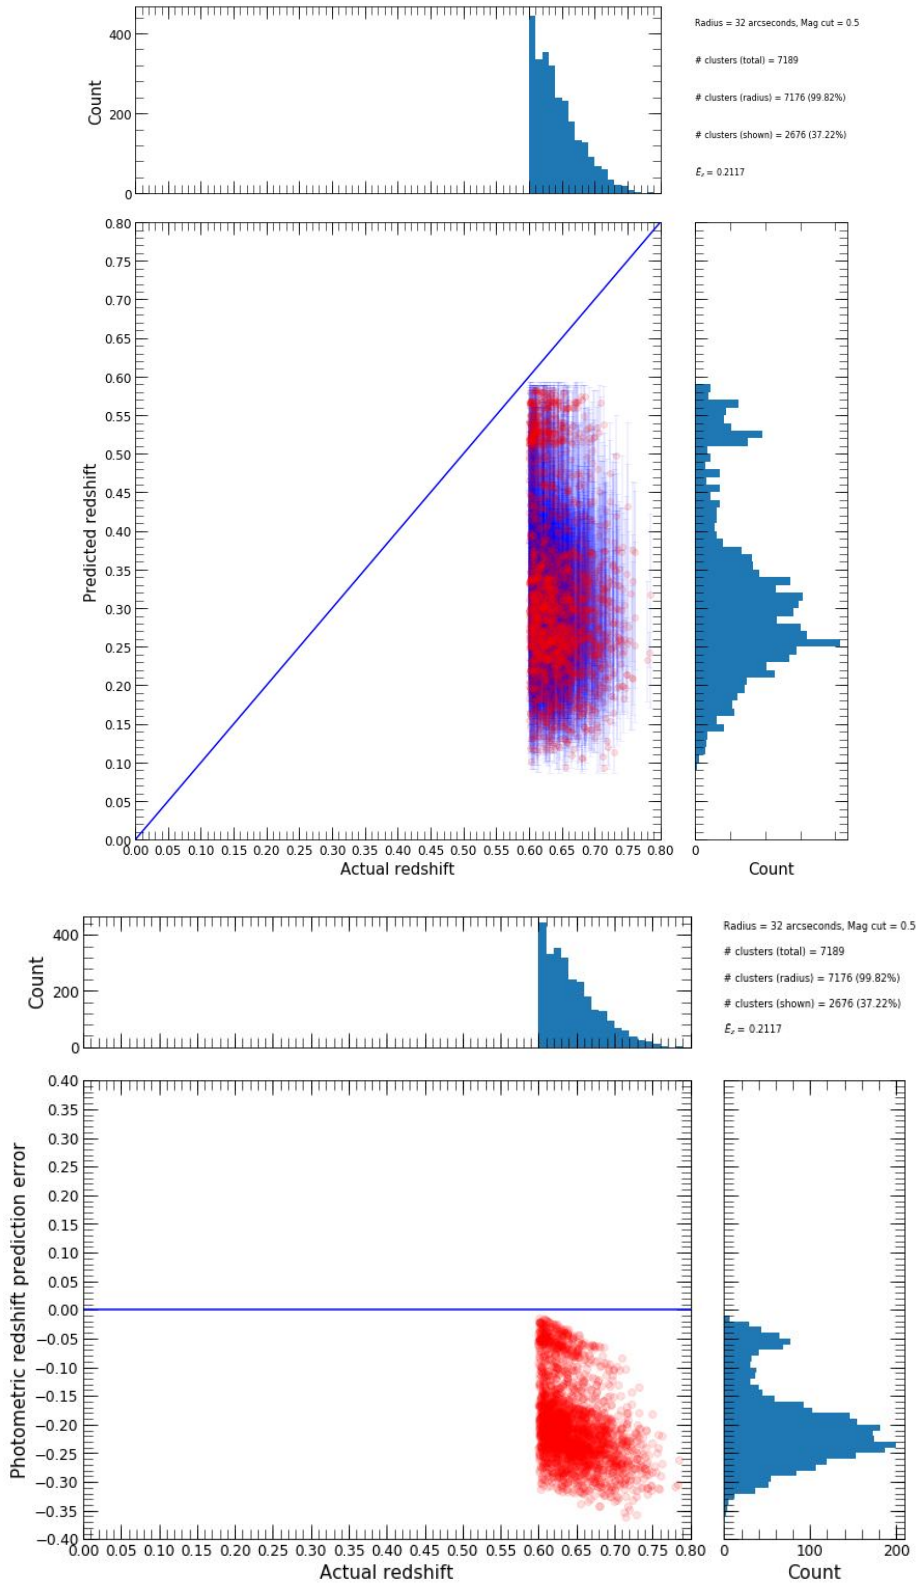 400
200
0
Count
Radius = 32 arcseconds, Mag cut = 0.5
# clusters (total) = 7189
# clusters (radius) = 7176 (99.82%)
# clusters (shown) = 2676 (37.22%)
Ēz = 0.2117
0.80
0.75
0.70
0.65
0.60
0.55
0.50
0.45
0.40
0.35
0.30
0.25
0.20
0.15
0.10
0.05
0.00
Predicted redshift
0.00 0.05 0.10 0.15 0.20 0.25 0.30 0.35 0.40 0.45 0.50 0.55 0.60 0.65 0.70 0.75 0.80
Actual redshift
0
Count
400
200
0
Count
Radius = 32 arcseconds, Mag cut = 0.5
# clusters (total) = 7189
# clusters (radius) = 7176 (99.82%)
# clusters (shown) = 2676 (37.22%)
Ēz = 0.2117
0.40
0.35
0.30
0.25
0.20
0.15
0.10
0.05
0.00
−0.05
−0.10
−0.15
−0.20
−0.25
−0.30
−0.35
−0.40
Photometric redshift prediction error
0.00 0.05 0.10 0.15 0.20 0.25 0.30 0.35 0.40 0.45 0.50 0.55 0.60 0.65 0.70 0.75 0.80
Actual redshift
0 100 200
Count